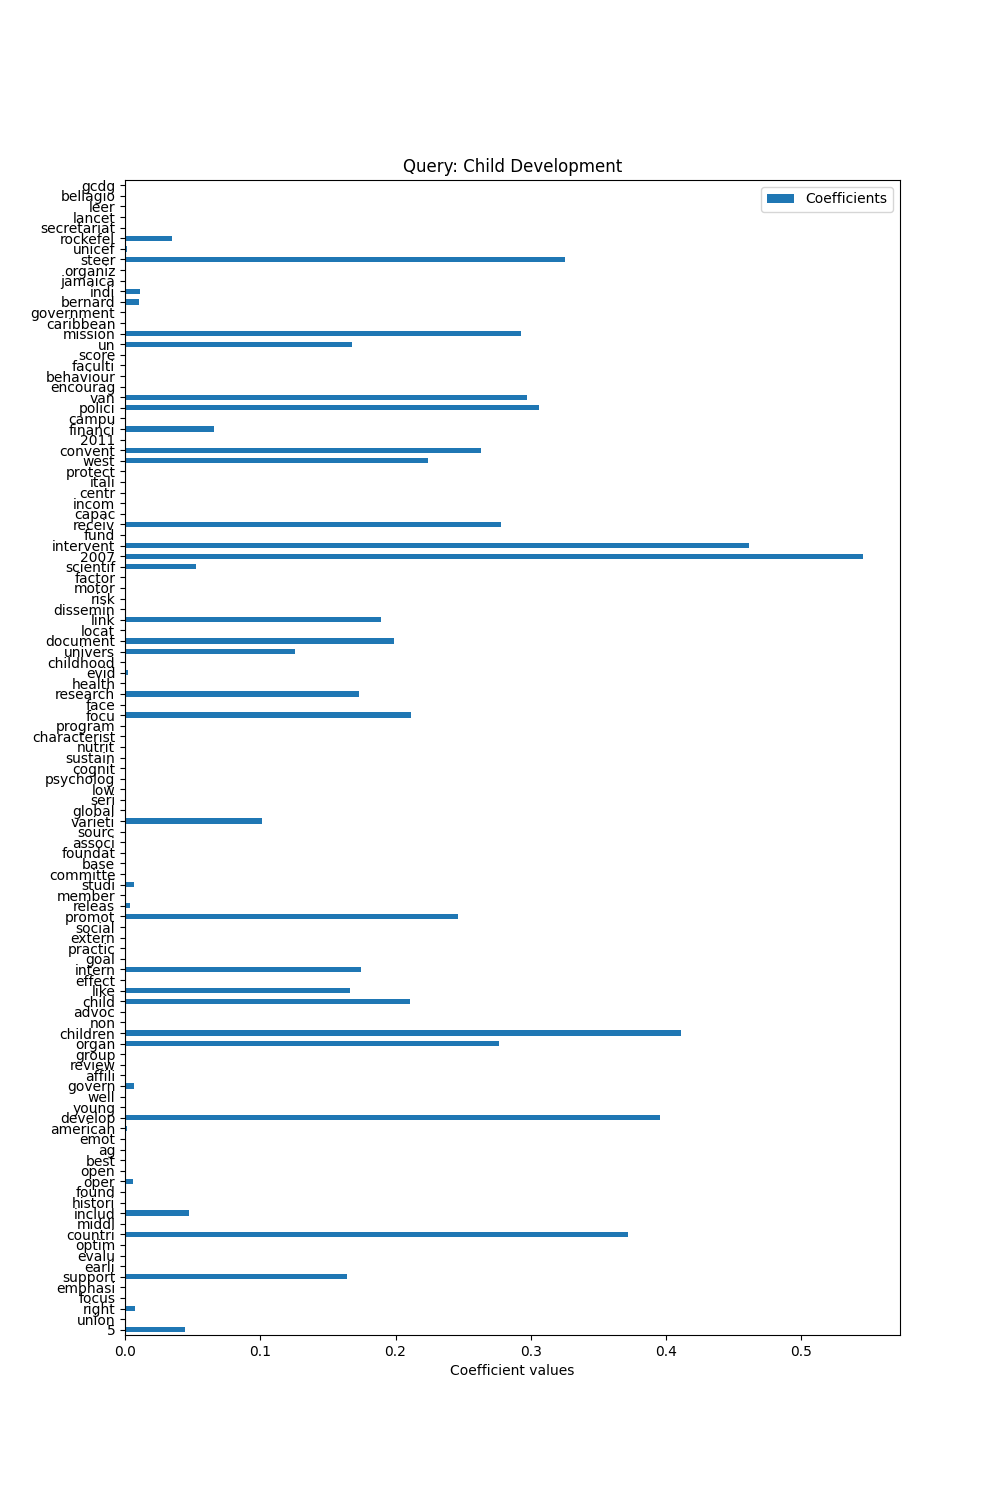 Query: Child Development
Coefficients
gcdg
bellagio
leer
lancet
secretariat
rockefel
unicef
steer
organiz
jamaica
indi
bernard
government
caribbean
mission
un
score
faculti
behaviour
encourag
van
polici
campu
financi
2011
convent
west
protect
itali
centr
incom
capac
receiv
fund
intervent
2007
scientif
factor
motor
risk
dissemin
link
locat
document
univers
childhood
evid
health
research
face
focu
program
characterist
nutrit
sustain
cognit
psycholog
low
seri
global
varieti
sourc
associ
foundat
base
committe
studi
member
releas
promot
social
extern
practic
goal
intern
effect
like
child
advoc
non
children
organ
group
review
affili
govern
well
young
develop
american
emot
ag
best
open
oper
found
histori
includ
middl
countri
optim
evalu
earli
support
emphasi
focus
right
union
5
0.0 0.1 0.2 0.3 0.4 0.5
Coefficient values